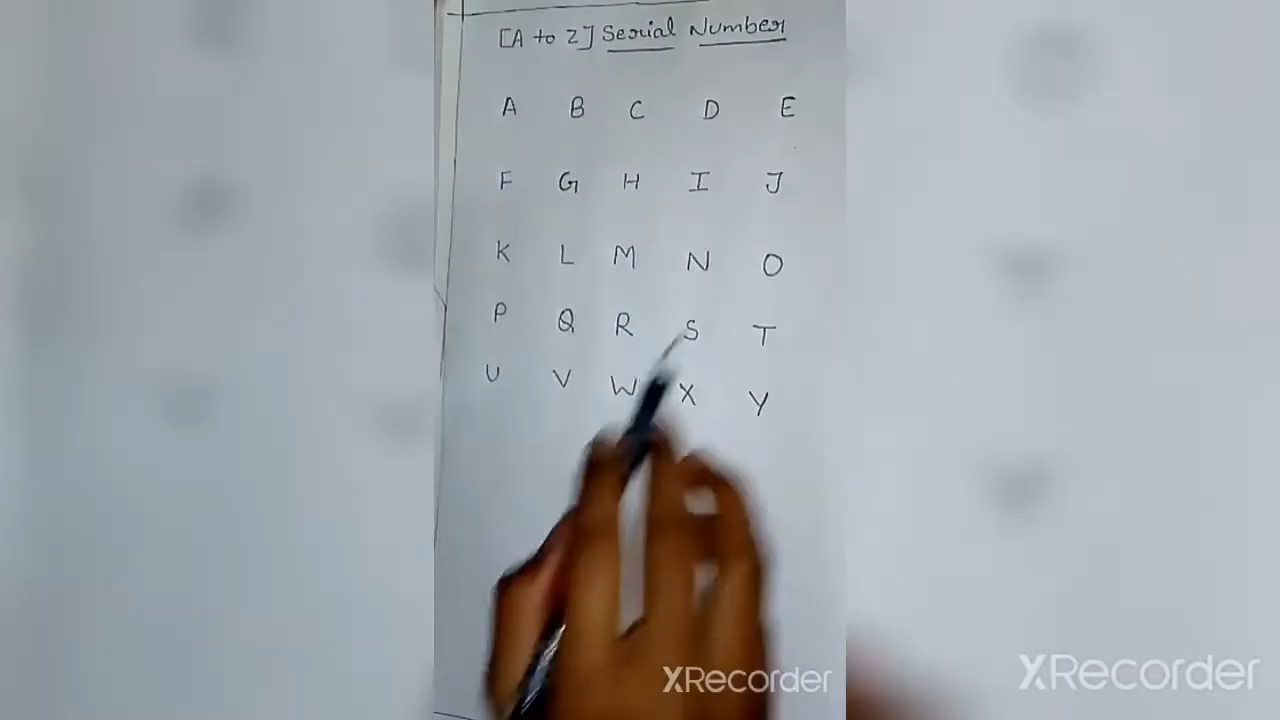 [A to Z] Serial Number
A B C D E
F G H I J
K L M N O
P Q R S T
U V W X Y
XRecorder
XRecorder